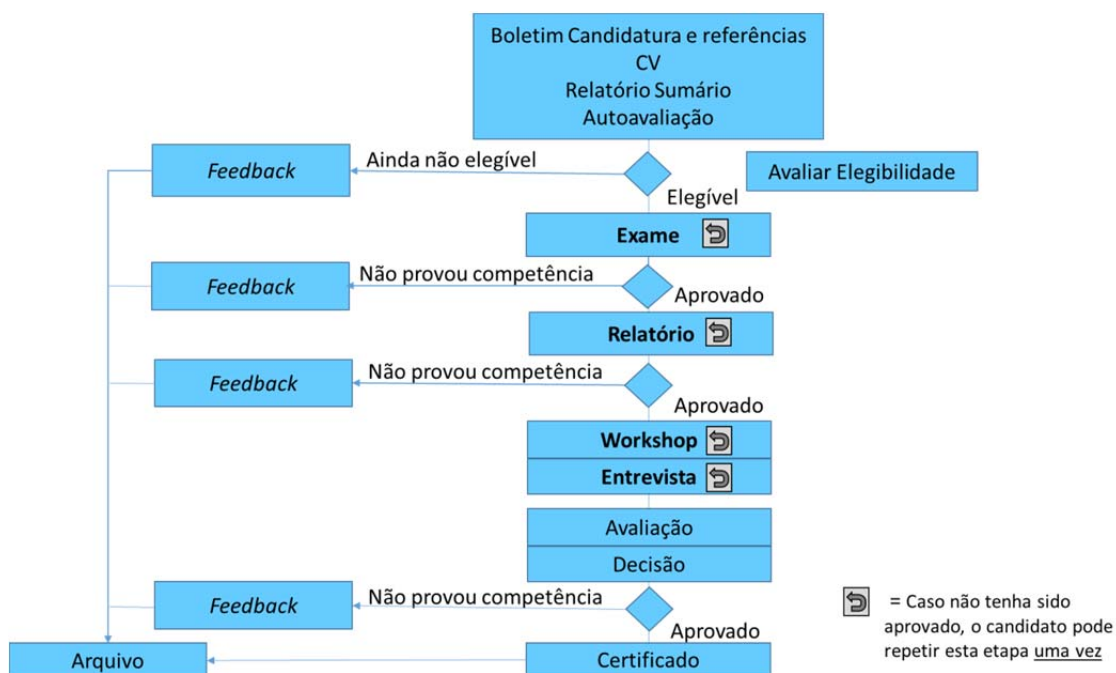 Boletim Candidatura e referências
CV
Relatório Sumário
Autoavaliação
Feedback
Ainda não elegível
Avaliar Elegibilidade
Elegível
Exame
Feedback
Não provou competência
Aprovado
Relatório
Feedback
Não provou competência
Aprovado
Workshop
Entrevista
Avaliação
Decisão
Feedback
Não provou competência
Aprovado
Arquivo
Certificado
= Caso não tenha sido
aprovado, o candidato pode
repetir esta etapa uma vez